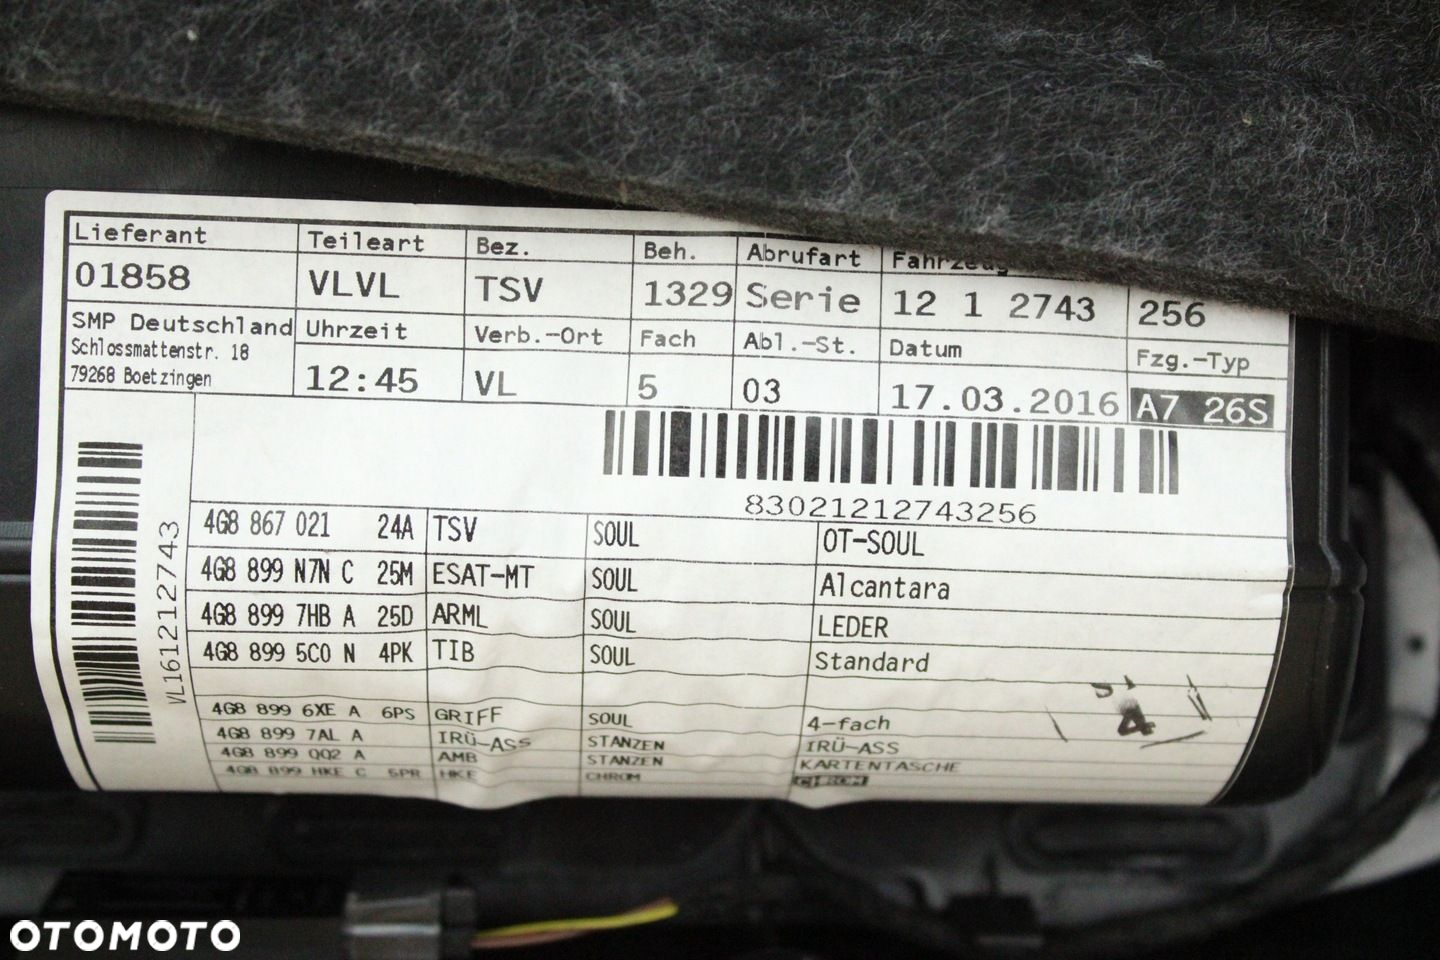 Lieferant Teileart Bez. Beh. Abrufart
01858 VLVL TSV 1329 Serie 12 1 2743 256
SMP Deutschland Uhrzeit Verb.-Ort Fach Abl.-St. Datum Fzg.-Typ
Schlossmattenstr. 18
79268 Boetzingen 12:45 VL 5 03 17.03.2016 A7 26S
83021212743256
VL161212743
4G8 867 021 24A TSV SOUL OT-SOUL
4G8 899 N7N C 25M ESAT-MT SOUL Alcantara
4G8 899 7HB A 25D ARML SOUL LEDER
4G8 899 5C0 N 4PK TIB SOUL Standard
4G8 899 6XE A 6PS GRIFF SOUL 4-fach
4G8 899 7AL A IRÜ-ASS STANZEN IRÜ-ASS
4G8 899 QQ2 A AMB STANZEN KARTENTASCHE
4G8 899 HKE C 5PR HKE CHROM CHROM
4
OTOMOTO